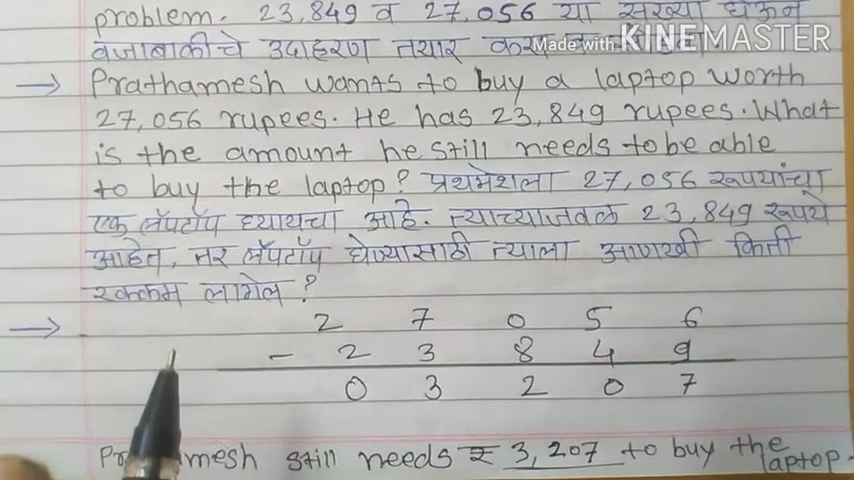 problem. 23,849 व 27,056 या संख्या घेऊन
वजाबाकीचे उदाहरण तयार करा
Made with KINEMASTER
→ Prathamesh wants to buy a laptop worth
27,056 rupees. He has 23,849 rupees. What
is the amount he still needs to be able
to buy the laptop? प्रथमेशला 27,056 रूपयांचा
एक लॅपटॉप घ्यायचा आहे. त्याच्याजवळ 23,849 रूपये
आहेत, तर लॅपटॉप घेण्यासाठी त्याला आणखी किती
रक्कम लागेल?
→ 2 7 0 5 6
- 2 3 8 4 9
0 3 2 0 7
still needs ₹ 3,207 to buy the
laptop.